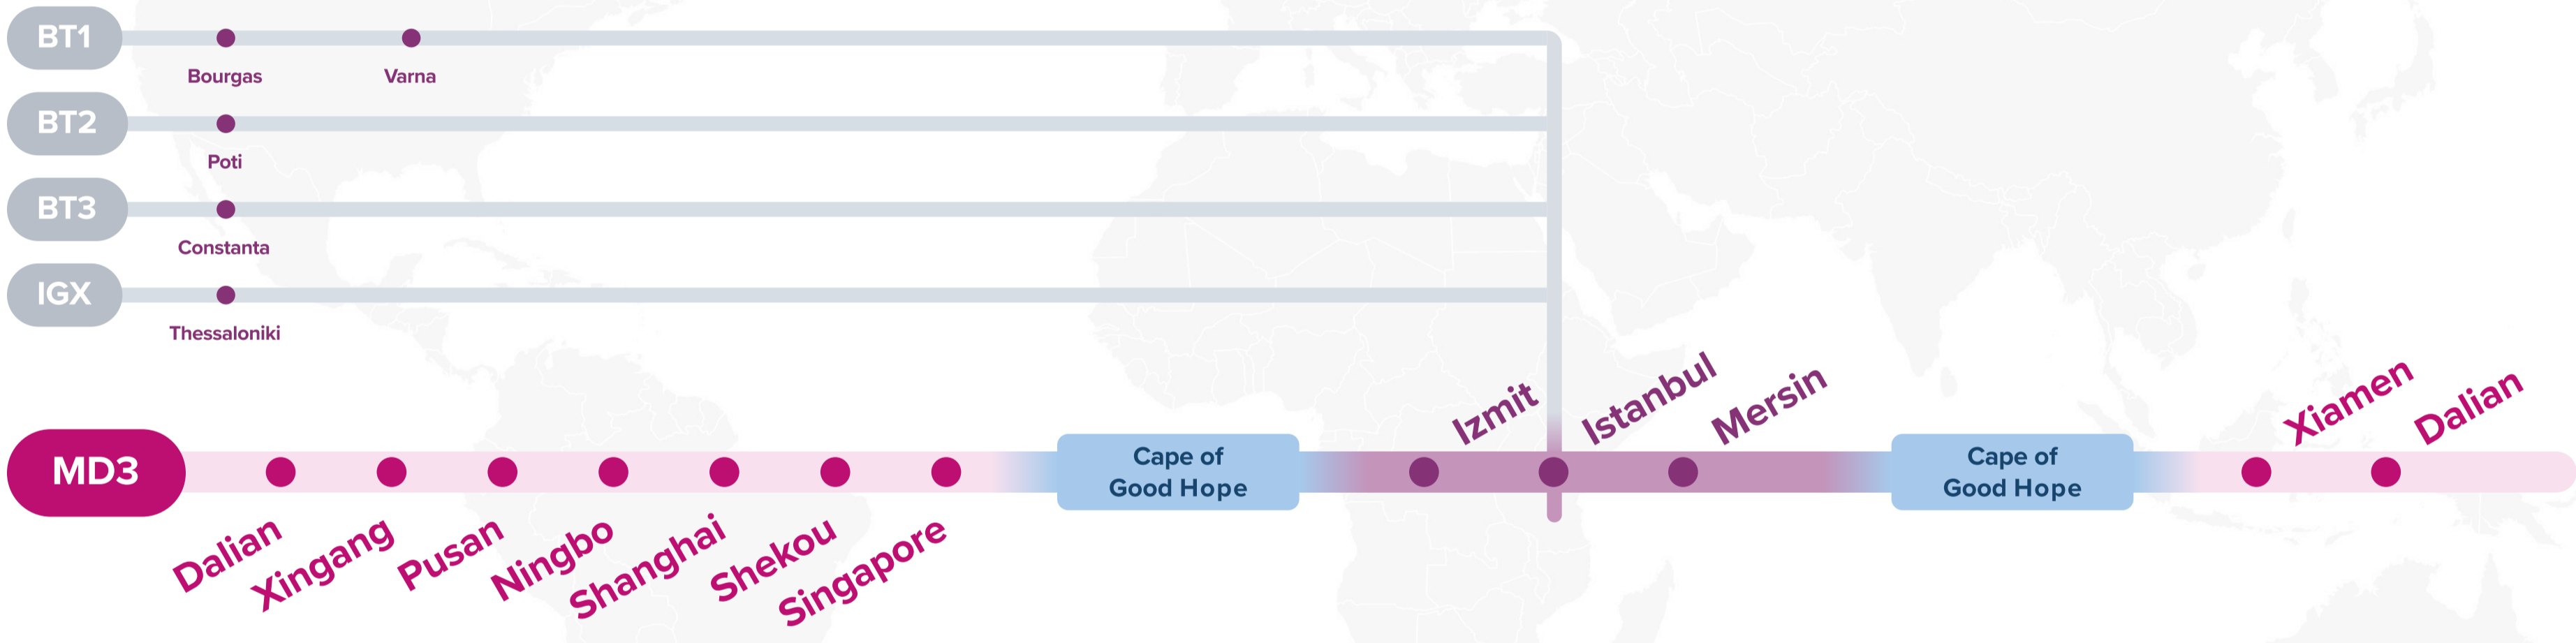 BT1
Bourgas
Varna
BT2
Poti
BT3
Constanta
IGX
Thessaloniki
MD3
Dalian
Xingang
Pusan
Ningbo
Shanghai
Shekou
Singapore
Cape of
Good Hope
Izmit
Istanbul
Mersin
Cape of
Good Hope
Xiamen
Dalian